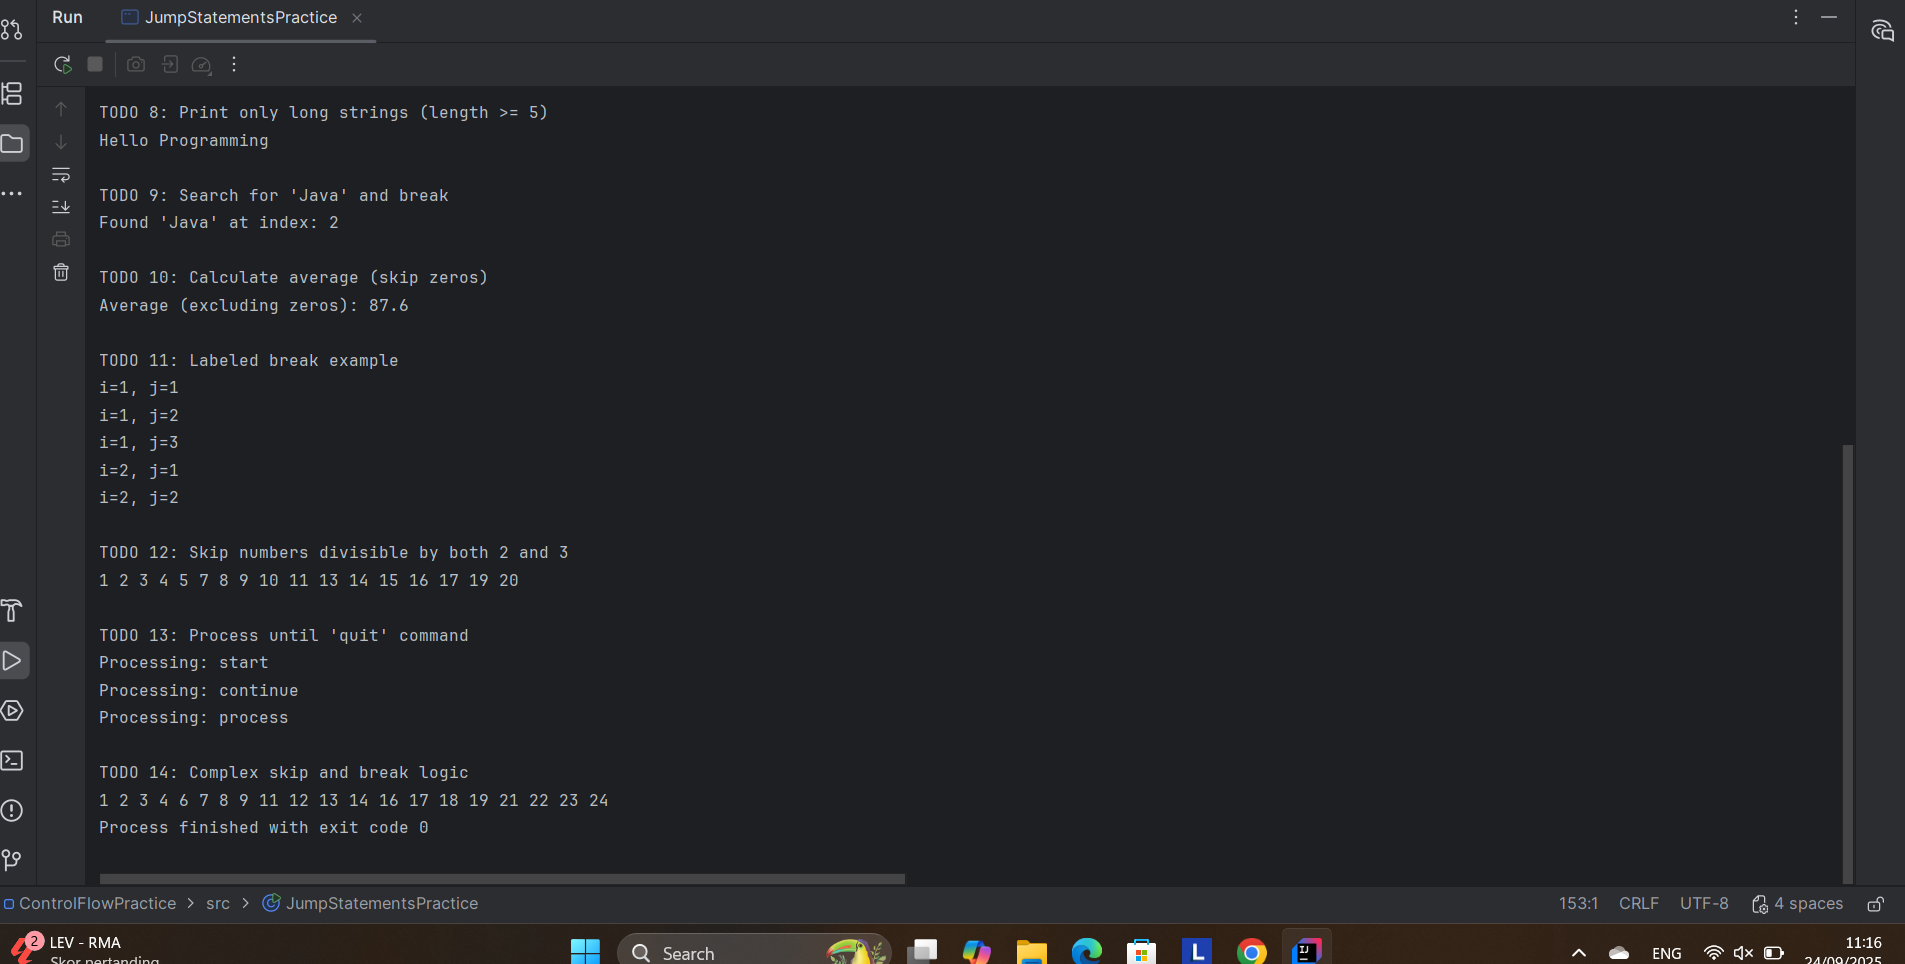 Run JumpStatementsPractice
TODO 8: Print only long strings (length >= 5)
Hello Programming
TODO 9: Search for 'Java' and break
Found 'Java' at index: 2
TODO 10: Calculate average (skip zeros)
Average (excluding zeros): 87.6
TODO 11: Labeled break example
i=1, j=1
i=1, j=2
i=1, j=3
i=2, j=1
i=2, j=2
TODO 12: Skip numbers divisible by both 2 and 3
1 2 3 4 5 7 8 9 10 11 13 14 15 16 17 19 20
TODO 13: Process until 'quit' command
Processing: start
Processing: continue
Processing: process
TODO 14: Complex skip and break logic
1 2 3 4 6 7 8 9 11 12 13 14 16 17 18 19 21 22 23 24
Process finished with exit code 0
ControlFlowPractice > src > JumpStatementsPractice 153:1 CRLF UTF-8 4 spaces
2 LEV - RMA
Skor pertanding
Search
L
IJ
ENG
11:16
24/09/2025